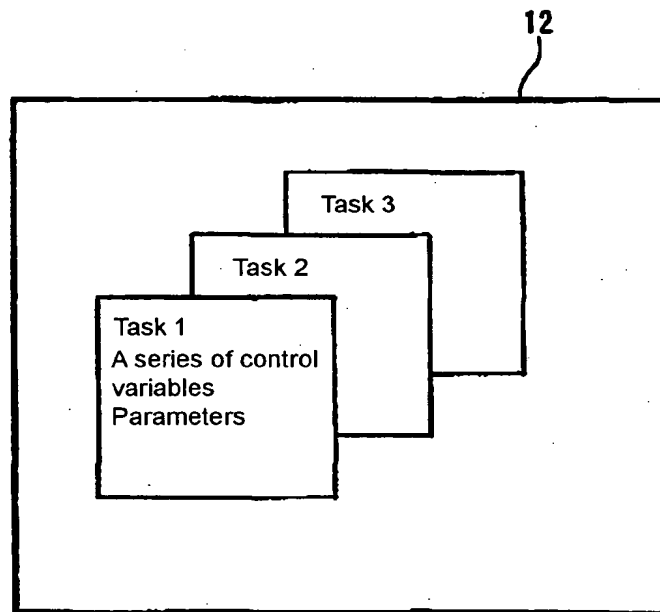 12
Task 3
Task 2
Task 1
A series of control
variables
Parameters